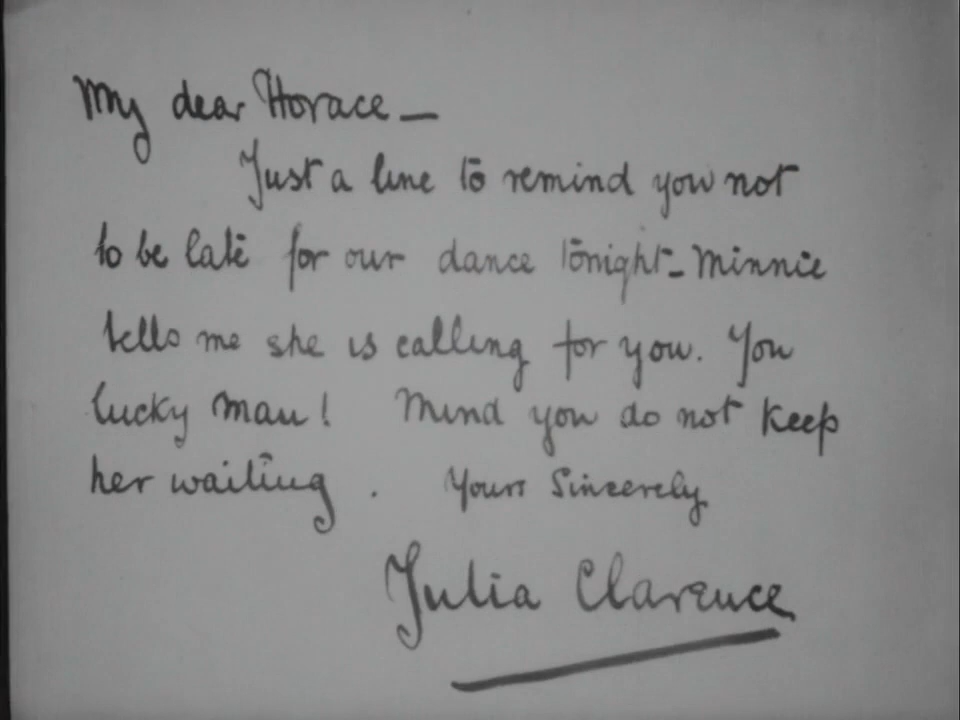 My dear Horace —
Just a line to remind you not
to be late for our dance tonight - Minnie
tells me she is calling for you. You
lucky man! Mind you do not keep
her waiting. Yours Sincerely
Julia Clarence